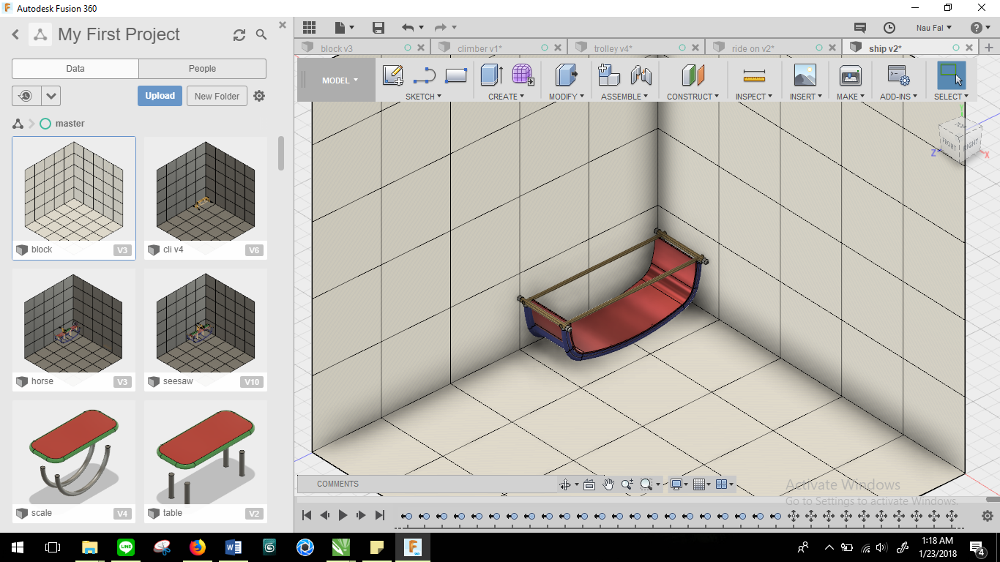 Autodesk Fusion 360
My First Project
Nau Fal
block v3
climber v1*
trolley v4*
ride on v2*
ship v2*
Data
People
MODEL
SKETCH
CREATE
MODIFY
ASSEMBLE
CONSTRUCT
INSPECT
INSERT
MAKE
ADD-INS
SELECT
Upload
New Folder
master
TOP
FRONT
RIGHT
Z
X
Y
block
V3
cli v4
V6
horse
V3
seesaw
V10
scale
V4
table
V2
COMMENTS
Activate Windows
Go to Settings to activate Windows.
LINE
1:18 AM
1/23/2018
4